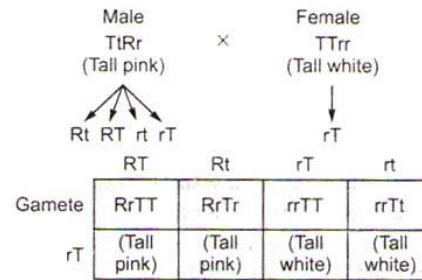 Male Female
TtRr × TTrr
(Tall pink) (Tall white)
Rt RT rt rT rT
RT Rt rT rt
Gamete RrTT RrTr rrTT rrTt
rT (Tall pink) (Tall pink) (Tall white) (Tall white)